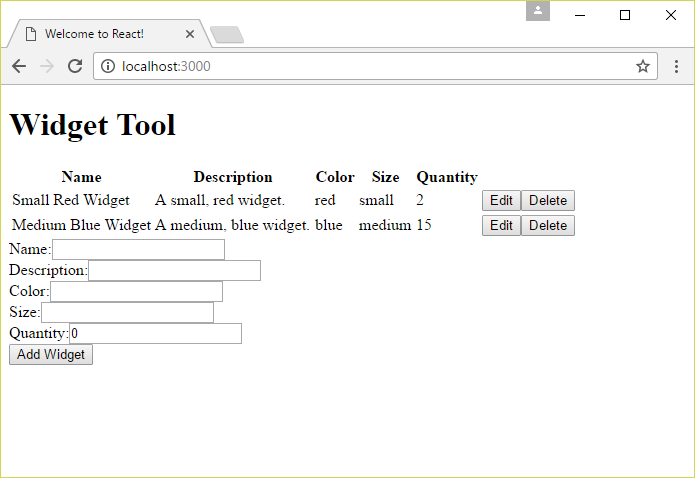 Welcome to React!
localhost:3000
Widget Tool
Name Description Color Size Quantity
Small Red Widget A small, red widget. red small 2 Edit Delete
Medium Blue Widget A medium, blue widget. blue medium 15 Edit Delete
Name:
Description:
Color:
Size:
Quantity: 0
Add Widget